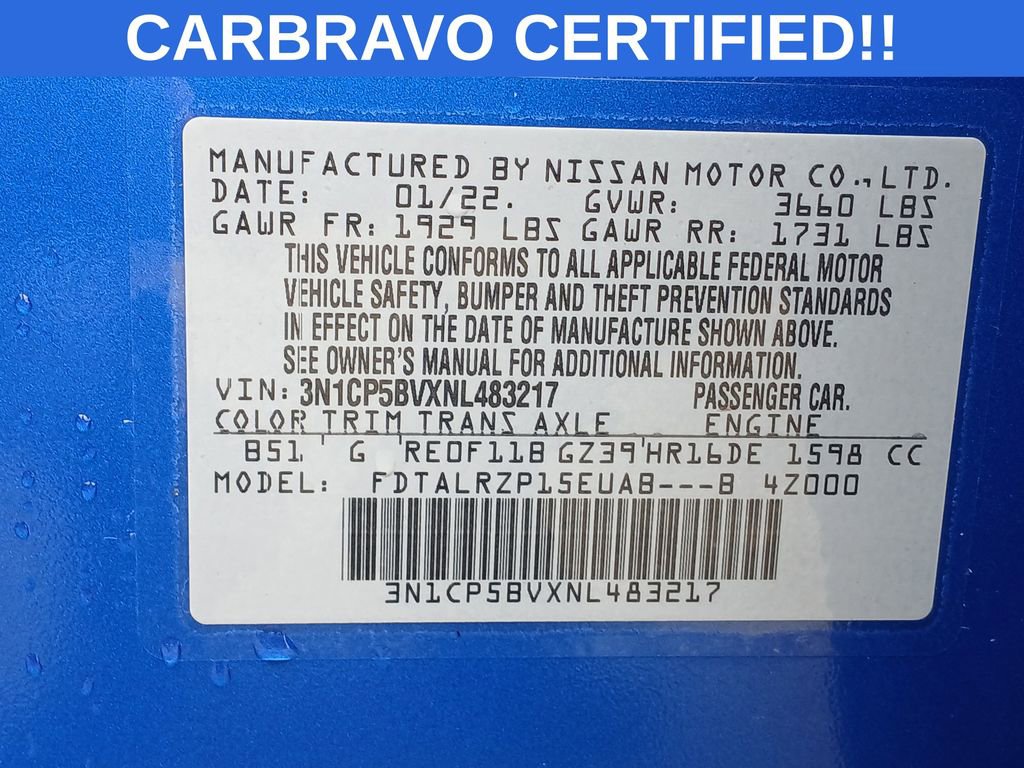 CARBRAVO CERTIFIED!!
MANUFACTURED BY NISSAN MOTOR CO., LTD.
DATE: 01/22. GVWR: 3660 LBS
GAWR FR: 1929 LBS GAWR RR: 1731 LBS
THIS VEHICLE CONFORMS TO ALL APPLICABLE FEDERAL MOTOR
VEHICLE SAFETY, BUMPER AND THEFT PREVENTION STANDARDS
IN EFFECT ON THE DATE OF MANUFACTURE SHOWN ABOVE.
SEE OWNER'S MANUAL FOR ADDITIONAL INFORMATION.
VIN: 3N1CP5BVXNL483217 PASSENGER CAR.
COLOR TRIM TRANS AXLE ENGINE
B51 G RE0F11B GZ39 HR16DE 1598 CC
MODEL: FDTALRZP15EUAB---B 4Z000
3N1CP5BVXNL483217